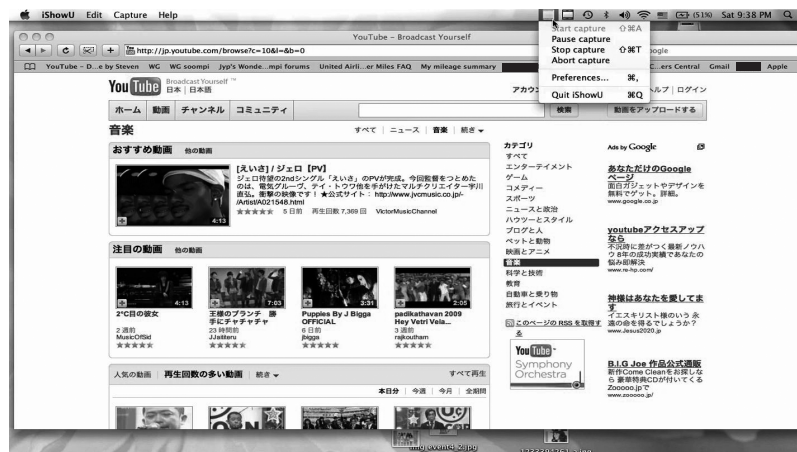 iShowU Edit Capture Help
(51%) Sat 9:38 PM
Start capture ⇧⌘A
Pause capture
Stop capture ⇧⌘T
Abort capture
Preferences... ⌘,
Quit iShowU ⌘Q
YouTube – Broadcast Yourself
http://jp.youtube.com/browse?c=10&l=&b=0
YouTube – D...e by Steven WG WG soompi Jyp's Wonde...mpi forums United Airli...er Miles FAQ My mileage summary
C...ers Central Gmail Apple
YouTube Broadcast Yourself ™
日本 | 日本語
ヘルプ | ログイン
ホーム 動画 チャンネル コミュニティ
検索 動画をアップロードする
音楽
すべて | ニュース | 音楽 | 続き
おすすめ動画 他の動画
[えいさ] / ジェロ【PV】
ジェロ待望の2ndシングル「えいさ」のPVが完成。今回監督をつとめた
のは、電気グルーヴ、テイ・トウワ他を手がけたマルチクリエイター宇川
直弘。衝撃の映像です！★公式サイト： http://www.jvcmusic.co.jp/-
/Artist/A021548.html
5 日前 再生回数 7,369 回 VictorMusicChannel
4:13
注目の動画 他の動画
4:13
2°C目の彼女
2 週前
MusicOfSid
7:03
王様のブランチ 勝
手にチャチャチャ
23 時間前
JJaliteru
3:31
Puppies By J Bigga
OFFICIAL
6 日前
jbigga
2:05
padikathavan 2009
Hey Vetri Vela...
3 週前
rajkoutham
人気の動画 再生回数の多い動画 続き
すべて再生
本日分 | 今週 | 今月 | 全期間
カテゴリ
すべて
エンターテイメント
ゲーム
コメディー
スポーツ
ニュースと政治
ハウツーとスタイル
ブログと人
ペットと動物
映画とアニメ
音楽
科学と技術
教育
自動車と乗り物
旅行とイベント
このページの RSS を取得す
る
YouTube
Symphony
Orchestra
Ads by Google
あなただけのGoogle
ページ
面白ガジェットやデザインを
無料でゲット。詳細。
www.google.co.jp
youtubeアクセスアップ
なら
不況時に差がつく最新ノウハ
ウ 8年の成功実績であなたの
悩み即解決
www.re-hp.com/
神様はあなたを愛してま
す
イエスキリスト様のいう 永
遠の命を得るでしょうか？
www.Jesus2020.jp
B.I.G Joe 作品公式通販
新作Come Cleanをお探しな
ら 豪華特典CDが付いてくる
Zooooo.jpで
www.zooooo.jp/
img_event4_2.jpg